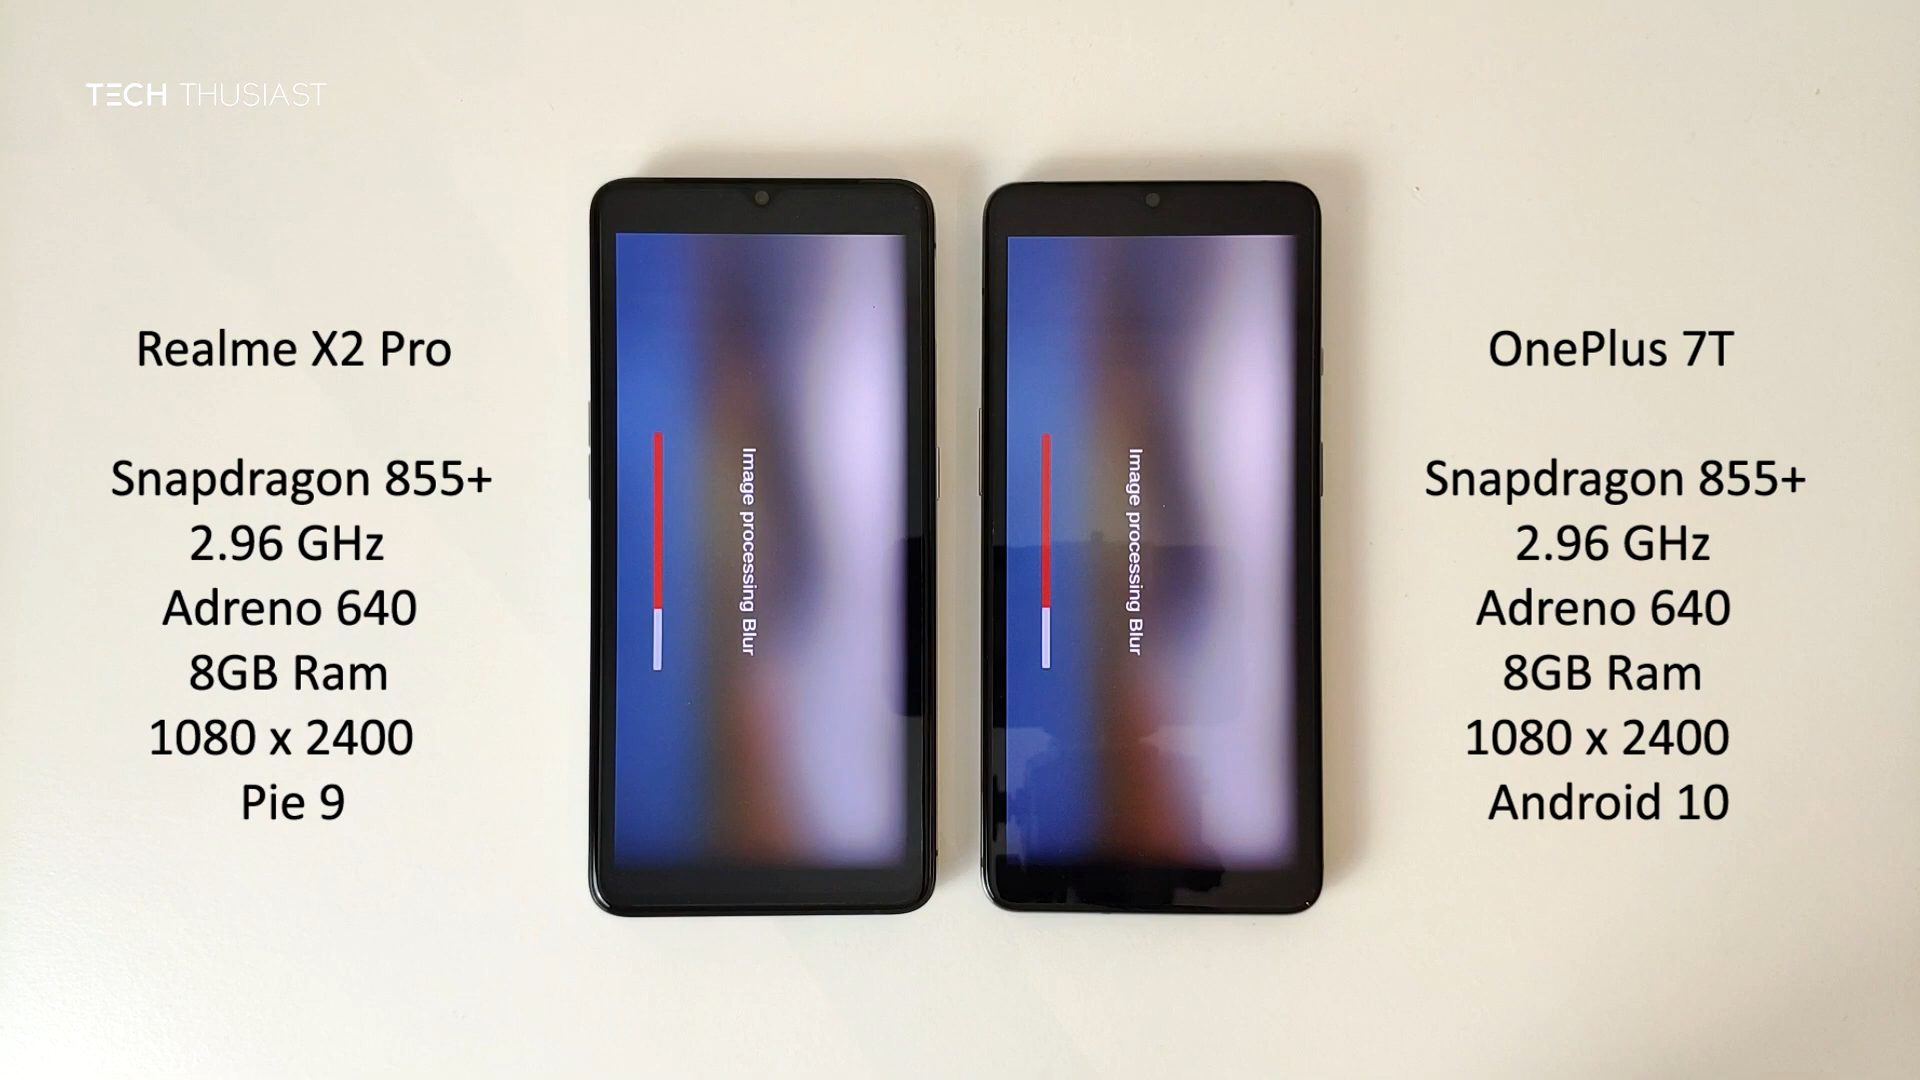 TECH THUSIAST
Realme X2 Pro
Snapdragon 855+
2.96 GHz
Adreno 640
8GB Ram
1080 x 2400
Pie 9
Image processing Blur
Image processing Blur
OnePlus 7T
Snapdragon 855+
2.96 GHz
Adreno 640
8GB Ram
1080 x 2400
Android 10